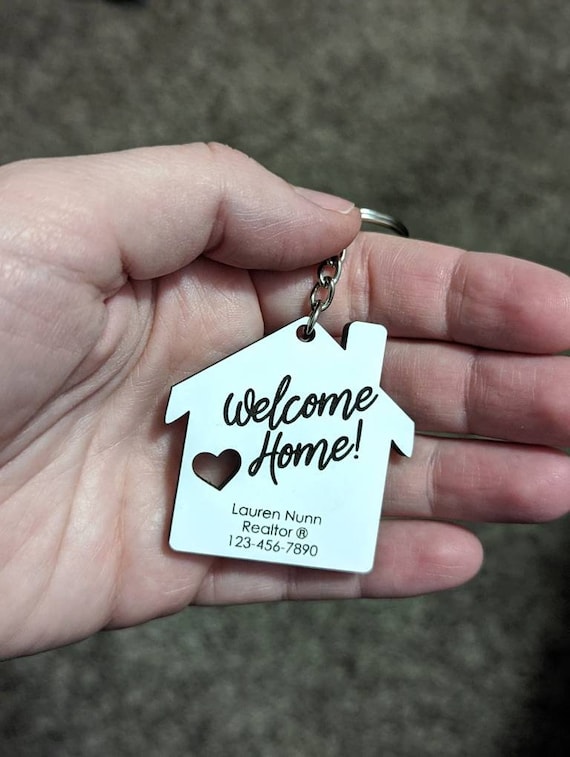 Welcome
Home!
Lauren Nunn
Realtor ®
123-456-7890